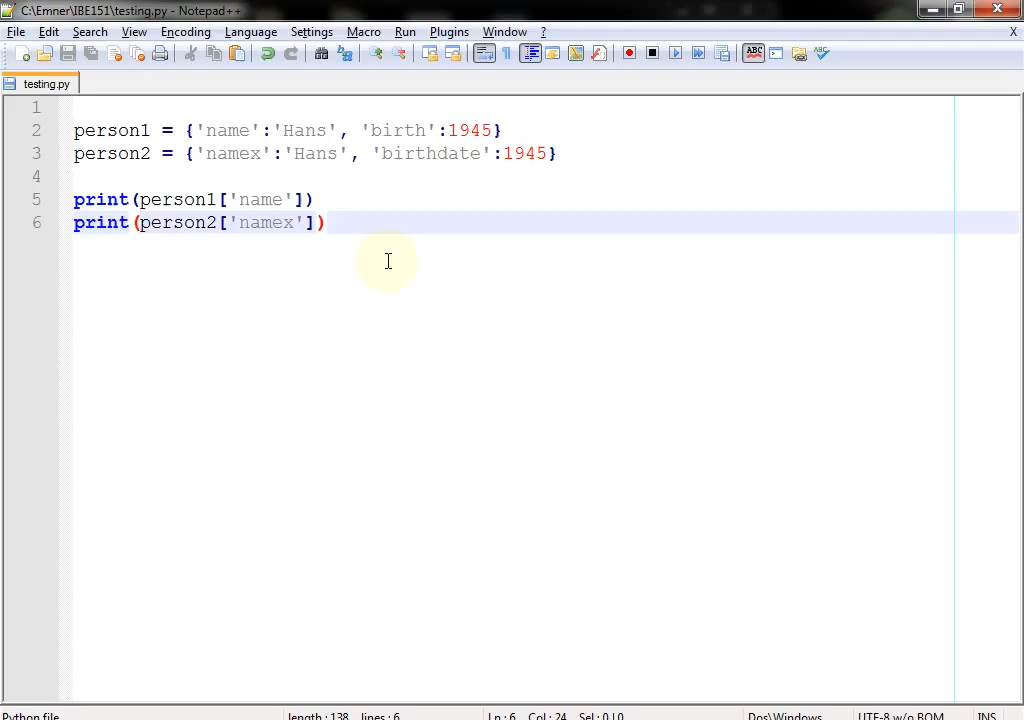 C:\Emner\IBE151\testing.py - Notepad++
File Edit Search View Encoding Language Settings Macro Run Plugins Window ? X
ABC ABC
testing.py
1
2 person1 = {'name':'Hans', 'birth':1945}
3 person2 = {'namex':'Hans', 'birthdate':1945}
4
5 print(person1['name'])
6 print(person2['namex'])
Python file length : 138 lines : 6 Ln : 6 Col : 24 Sel : 0 | 0 Dos\Windows UTF-8 w/o BOM INS